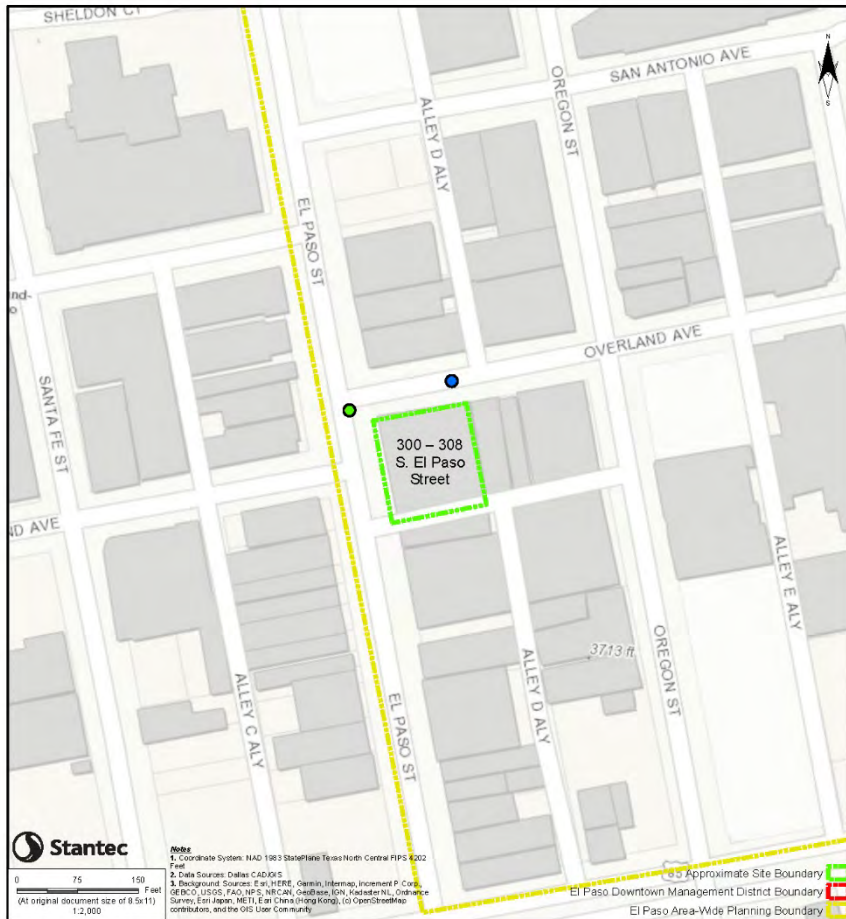 SHELDON CT
N
SAN ANTONIO AVE
OREGON ST
ALLEY D ALY
S
EL PASO ST
OVERLAND AVE
SANTA FE ST
300 – 308
S. El Paso
Street
ND AVE
ALLEY E ALY
3713 ft
OREGON ST
ALLEY D ALY
ALLEY C ALY
EL PASO ST
Stantec
0 75 150
Feet
(At original document size of 8.5x11)
1:2,000
Notes
1. Coordinate System: NAD 1983 StatePlane Texas North Central FIPS 4202
Feet
2. Data Sources: Dallas CAD/GIS
3. Background Sources: Esri, HERE, Garmin, Intermap, increment P Corp.,
GEBCO, USGS, FAO, NPS, NRCAN, GeoBase, IGN, Kadaster NL, Ordnance
Survey, Esri Japan, METI, Esri China (Hong Kong), (c) OpenStreetMap
contributors, and the GIS User Community
85 Approximate Site Boundary
El Paso Downtown Management District Boundary
El Paso Area-Wide Planning Boundary